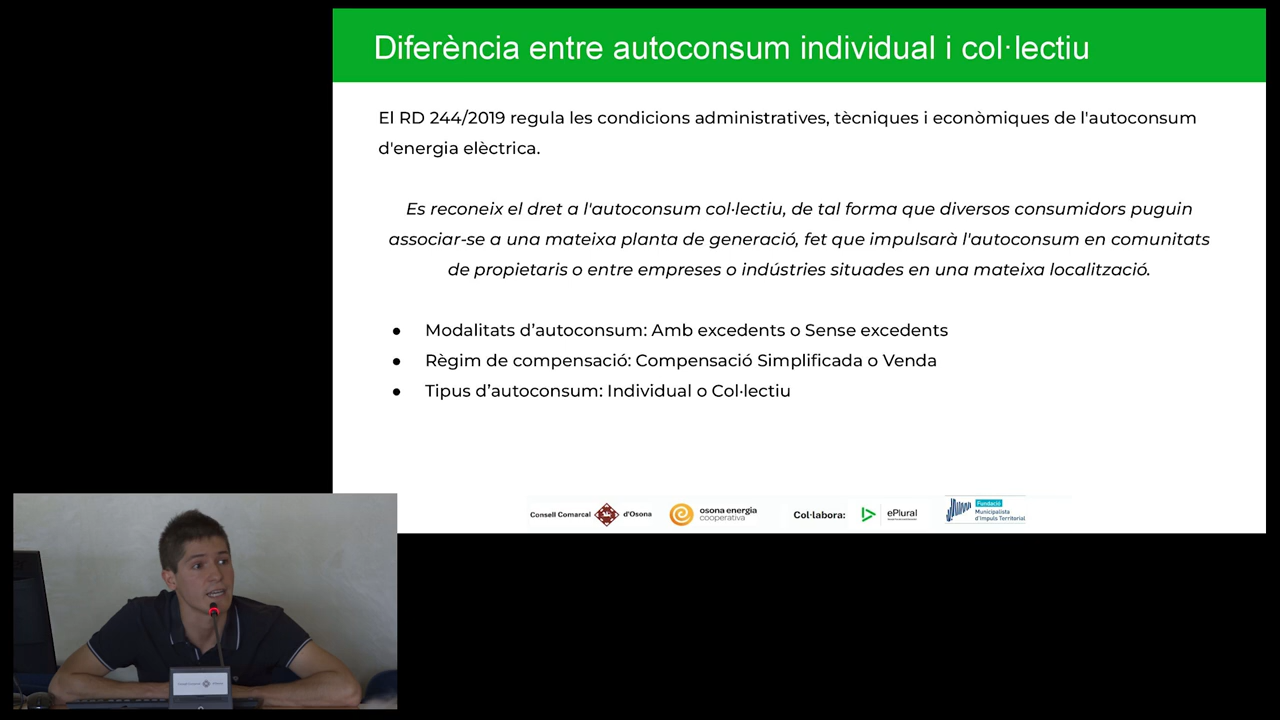 Diferència entre autoconsum individual i col·lectiu
El RD 244/2019 regula les condicions administratives, tècniques i econòmiques de l'autoconsum
d'energia elèctrica.
Es reconeix el dret a l'autoconsum col·lectiu, de tal forma que diversos consumidors puguin
associar-se a una mateixa planta de generació, fet que impulsarà l'autoconsum en comunitats
de propietaris o entre empreses o indústries situades en una mateixa localització.
● Modalitats d’autoconsum: Amb excedents o Sense excedents
● Règim de compensació: Compensació Simplificada o Venda
● Tipus d’autoconsum: Individual o Col·lectiu
Consell Comarcal d'Osona
osona energia
cooperativa
Col·labora:
ePlural
Fundació
Municipalista
d'Impuls Territorial